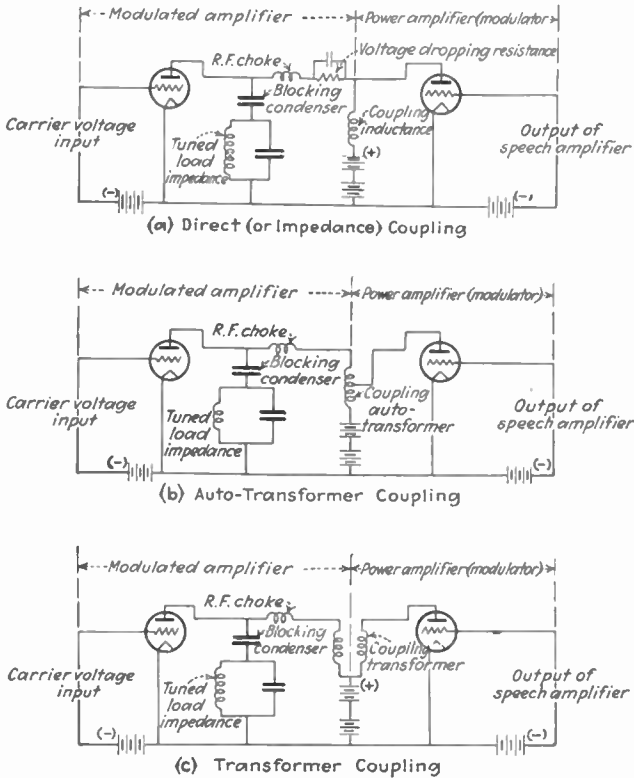 Modulated amplifier
Power amplifier (modulator)
R.F. choke
Voltage dropping resistance
Blocking condenser
Carrier voltage input
Tuned load impedance
Coupling inductance
(+)
Output of speech amplifier
(-)
(-)
(a) Direct (or Impedance) Coupling
Modulated amplifier
Power amplifier (modulator)
R.F. choke
Blocking condenser
Carrier voltage input
Tuned load impedance
Coupling auto-transformer
Output of speech amplifier
(-)
(-)
(b) Auto-Transformer Coupling
Modulated amplifier
Power amplifier (modulator)
R.F. choke
Blocking condenser
Coupling transformer
Carrier voltage input
Tuned load impedance
(+)
Output of speech amplifier
(-)
(-)
(c) Transformer Coupling